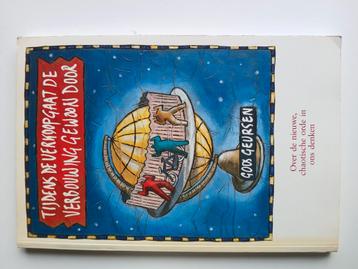 TIJDENS DE VERKOOP GAAT DE
VERBOUWING GEWOON DOOR
GOOS GEURSEN
Over de nieuwe,
chaotische orde in
ons denken